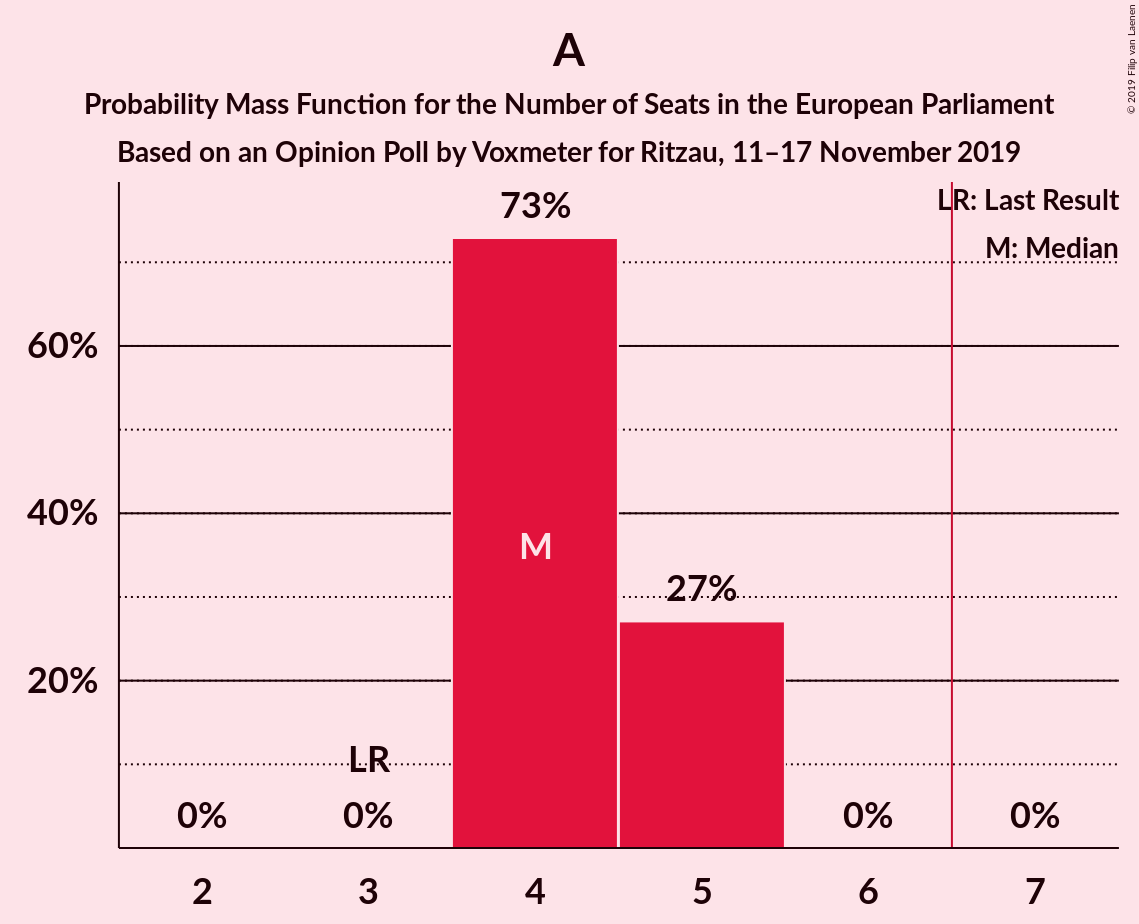 A
Probability Mass Function for the Number of Seats in the European Parliament
Based on an Opinion Poll by Voxmeter for Ritzau, 11–17 November 2019
© 2019 Filip van Laenen
LR: Last Result
M: Median
73%
60%
40%
M
27%
20%
LR
0%
0%
0%
0%
2
3
4
5
6
7